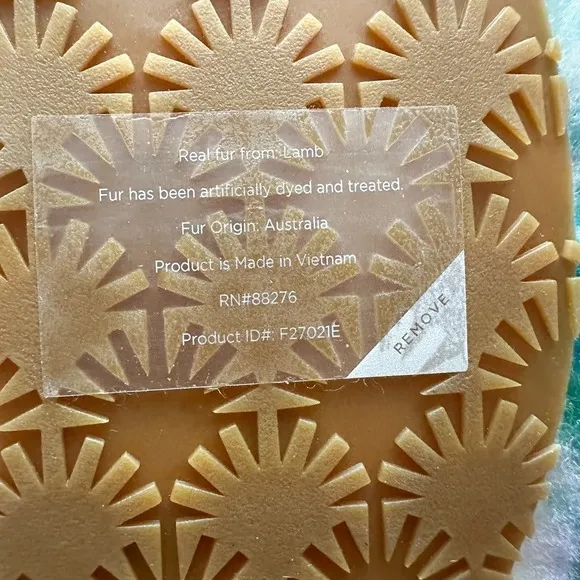 Real fur from: Lamb
Fur has been artificially dyed and treated.
Fur Origin: Australia
Product is Made in Vietnam
RN#88276
Product ID#: F27021E
REMOVE